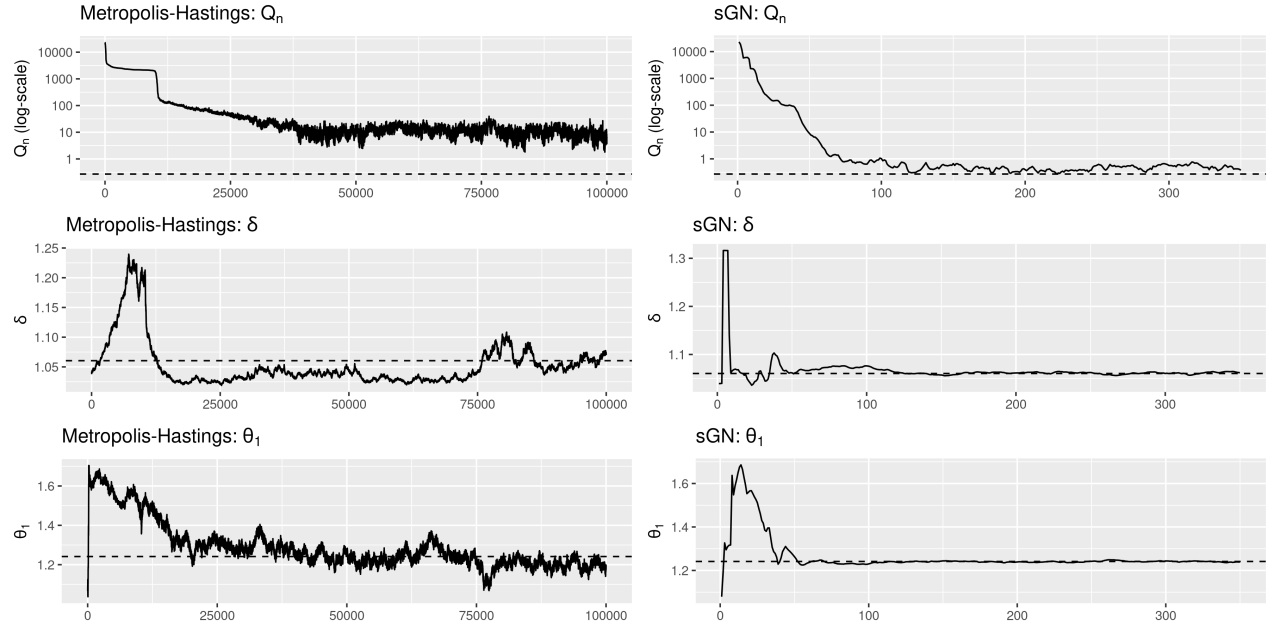 Metropolis-Hastings: Qn
Qn (log-scale)
10000
1000
100
10
1
0 25000 50000 75000 100000
sGN: Qn
Qn (log-scale)
10000
1000
100
10
1
0 100 200 300
Metropolis-Hastings: δ
δ
1.25
1.20
1.15
1.10
1.05
0 25000 50000 75000 100000
sGN: δ
δ
1.3
1.2
1.1
0 100 200 300
Metropolis-Hastings: θ1
θ1
1.6
1.4
1.2
0 25000 50000 75000 100000
sGN: θ1
θ1
1.6
1.4
1.2
0 100 200 300